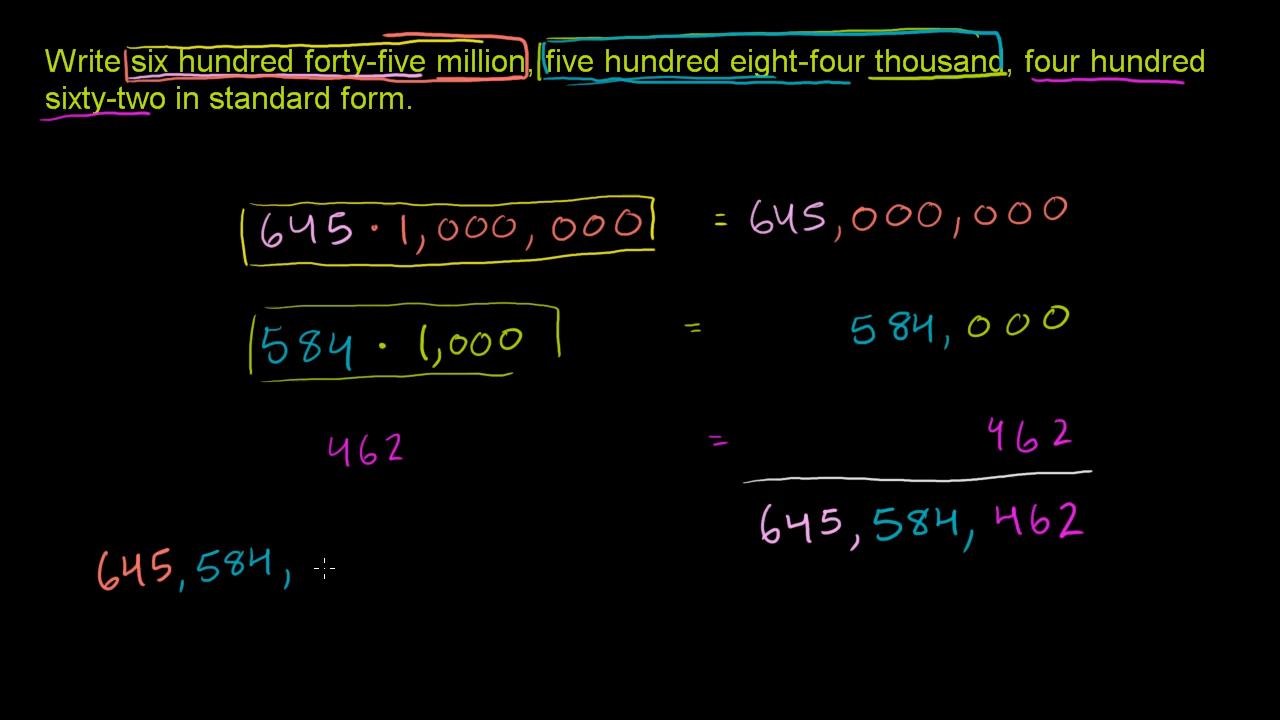 Write six hundred forty-five million, five hundred eight-four thousand, four hundred
sixty-two in standard form.
645 · 1,000,000 = 645,000,000
584 · 1,000 = 584,000
462 = 462
645,584,462
645,584,